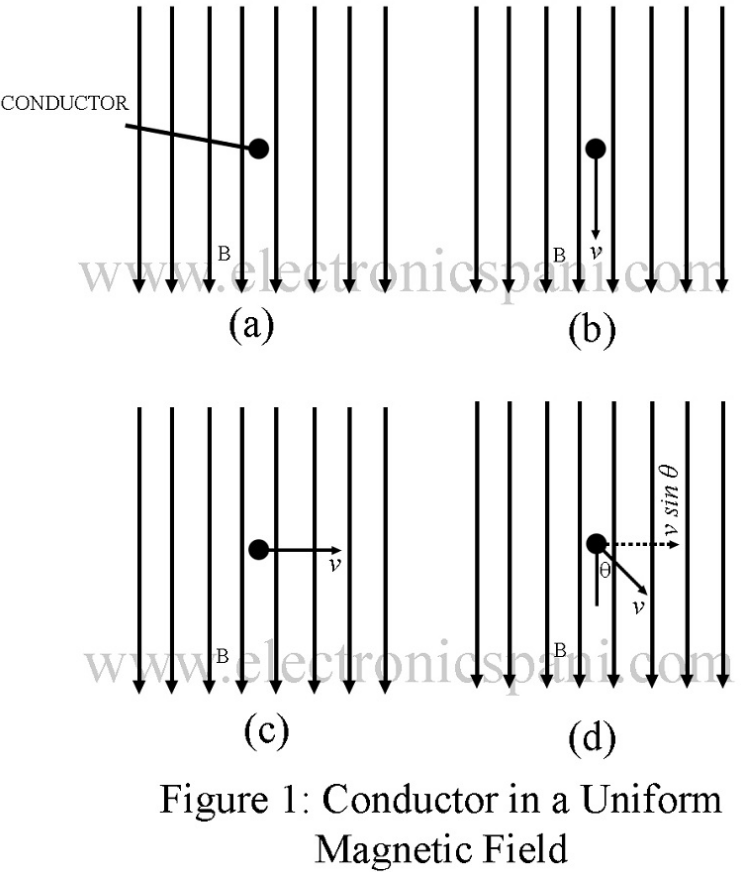 CONDUCTOR
B
B
v
www.electronicspani.com
(a)
(b)
v sin θ
v
θ
v
B
B
www.electronicspani.com
(c)
(d)
Figure 1: Conductor in a Uniform
Magnetic Field